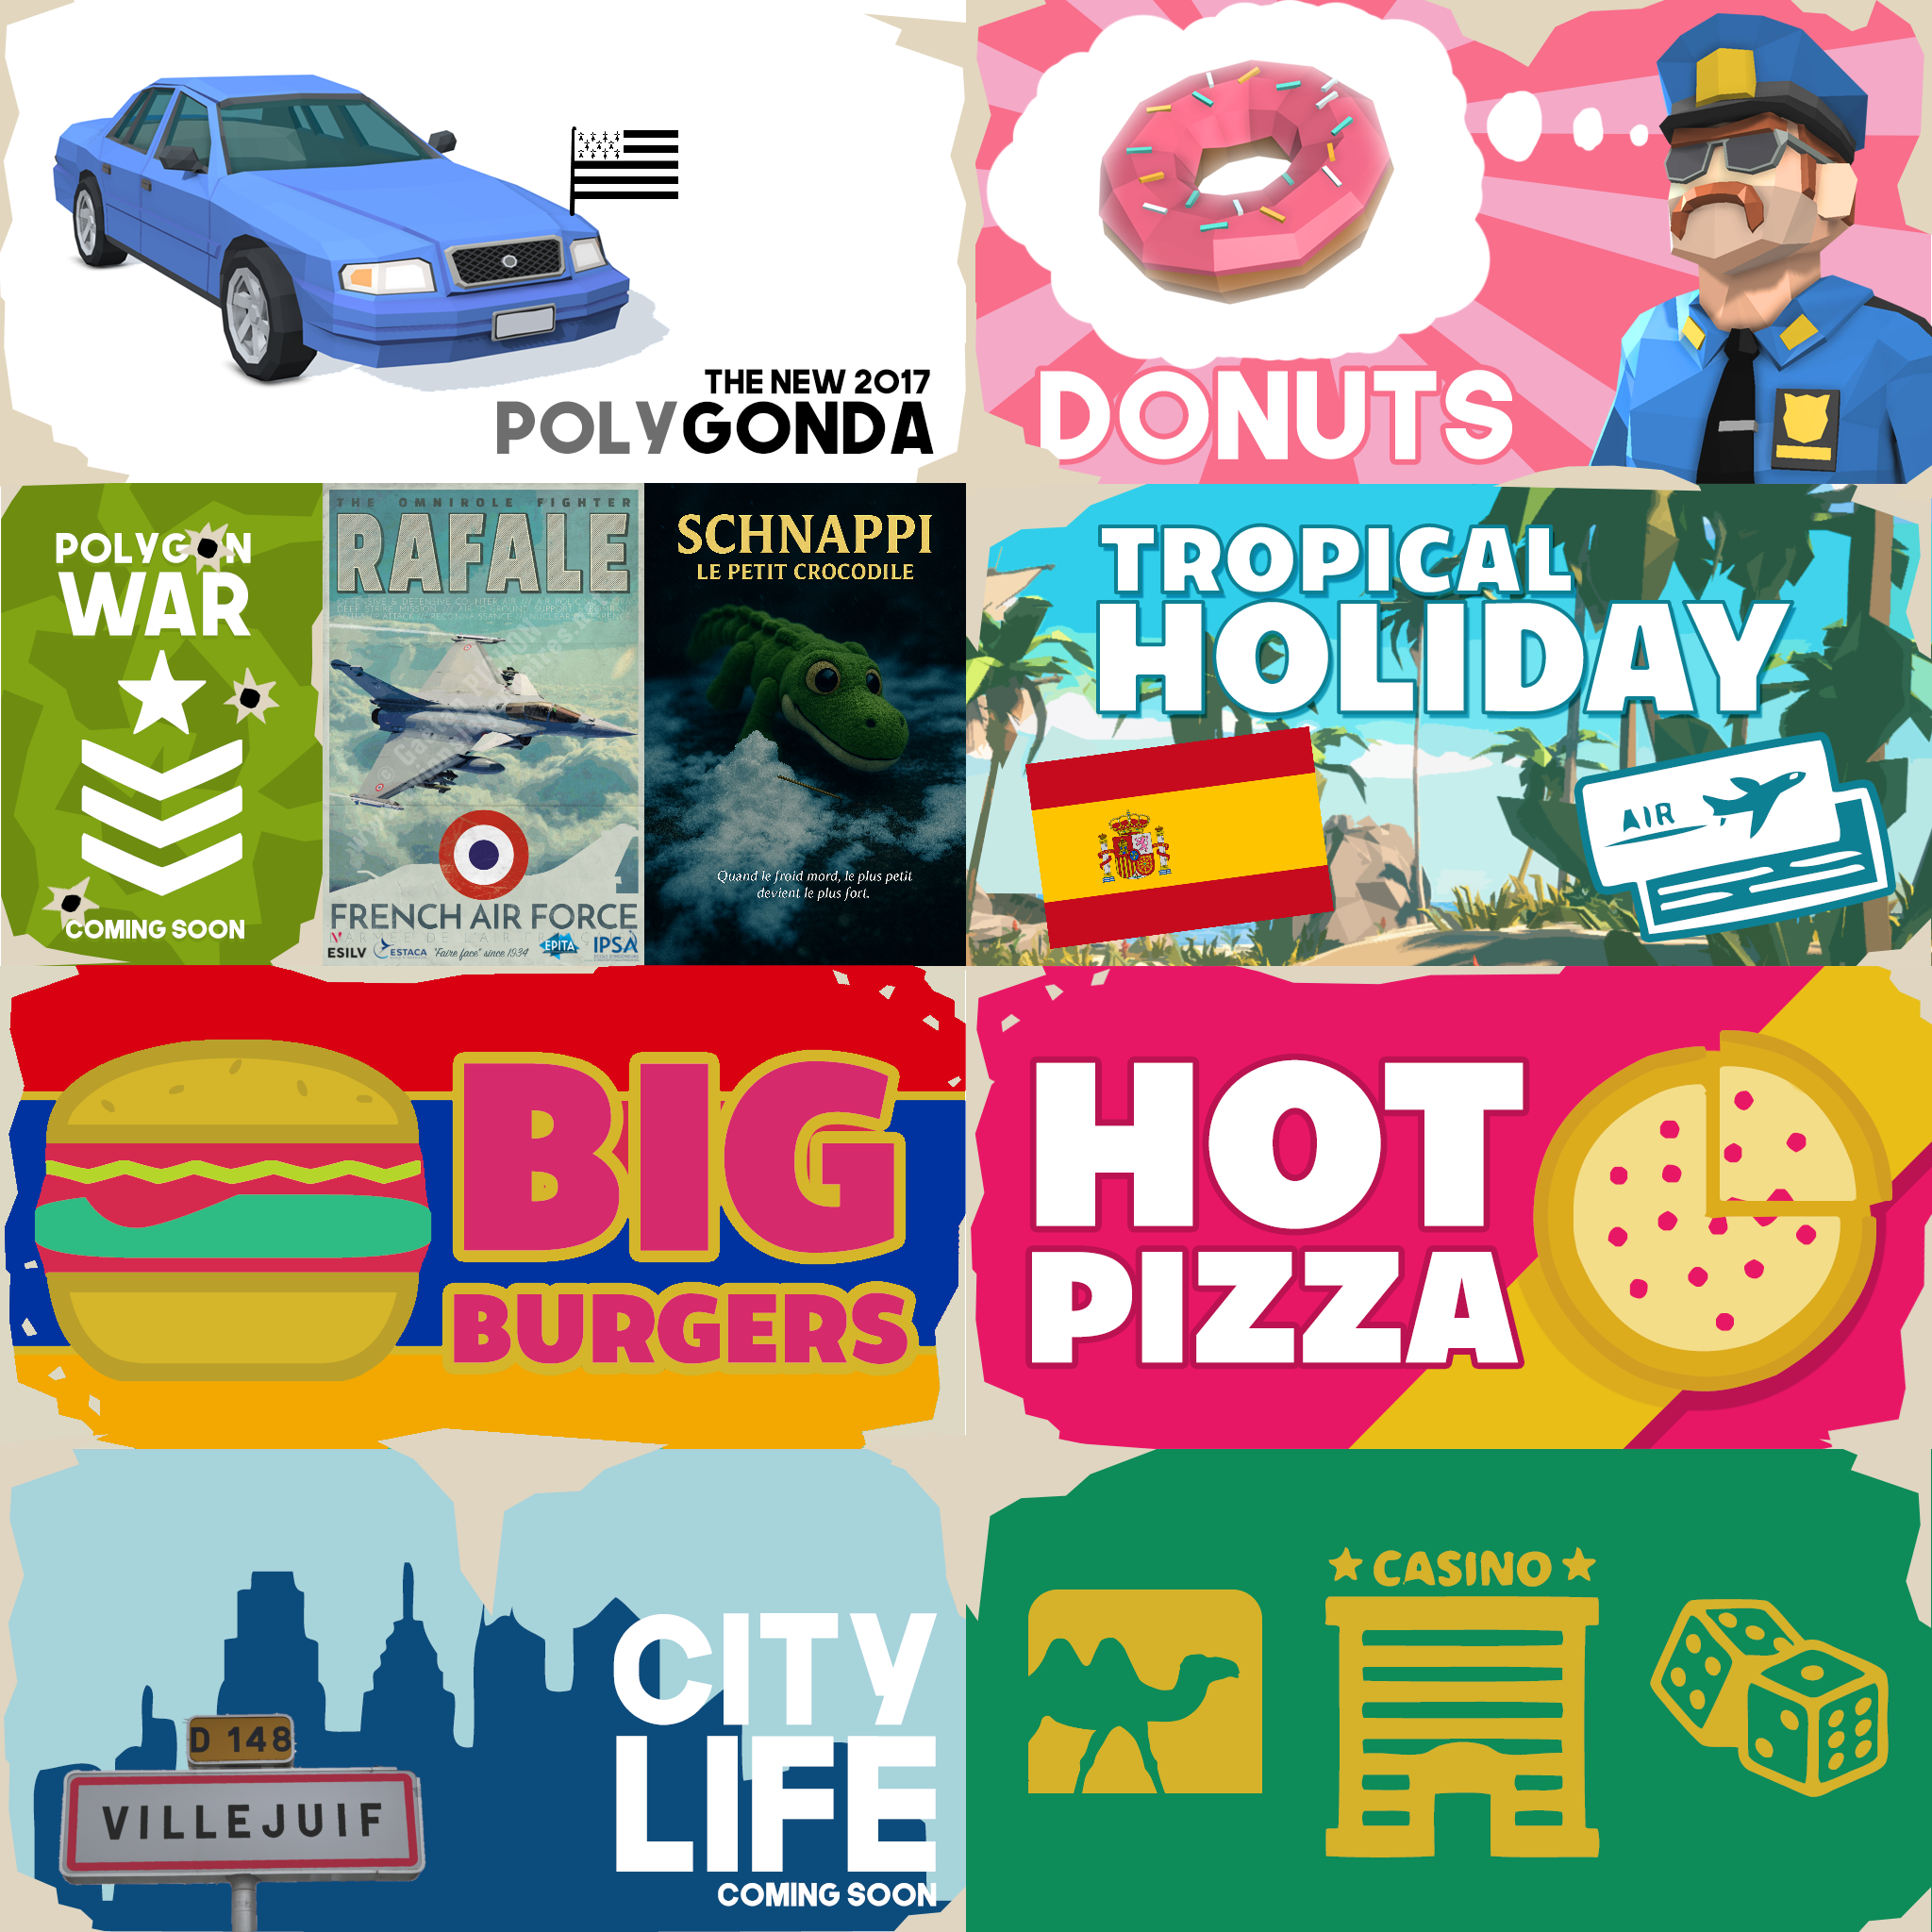 THE NEW 2017
POLYGONDA
DONUTS
POLYGON
WAR
COMING SOON
THE OMNIROLE FIGHTER
RAFALE
FRENCH AIR FORCE
ESILV
ESTACA
"Faire face" since 1934
EPITA
IPSA
SCHNAPPI
LE PETIT CROCODILE
Quand le froid mord, le plus petit
devient le plus fort.
TROPICAL
HOLIDAY
AIR
BIG
BURGERS
HOT
PIZZA
D 148
VILLEJUIF
CITY
LIFE
COMING SOON
CASINO